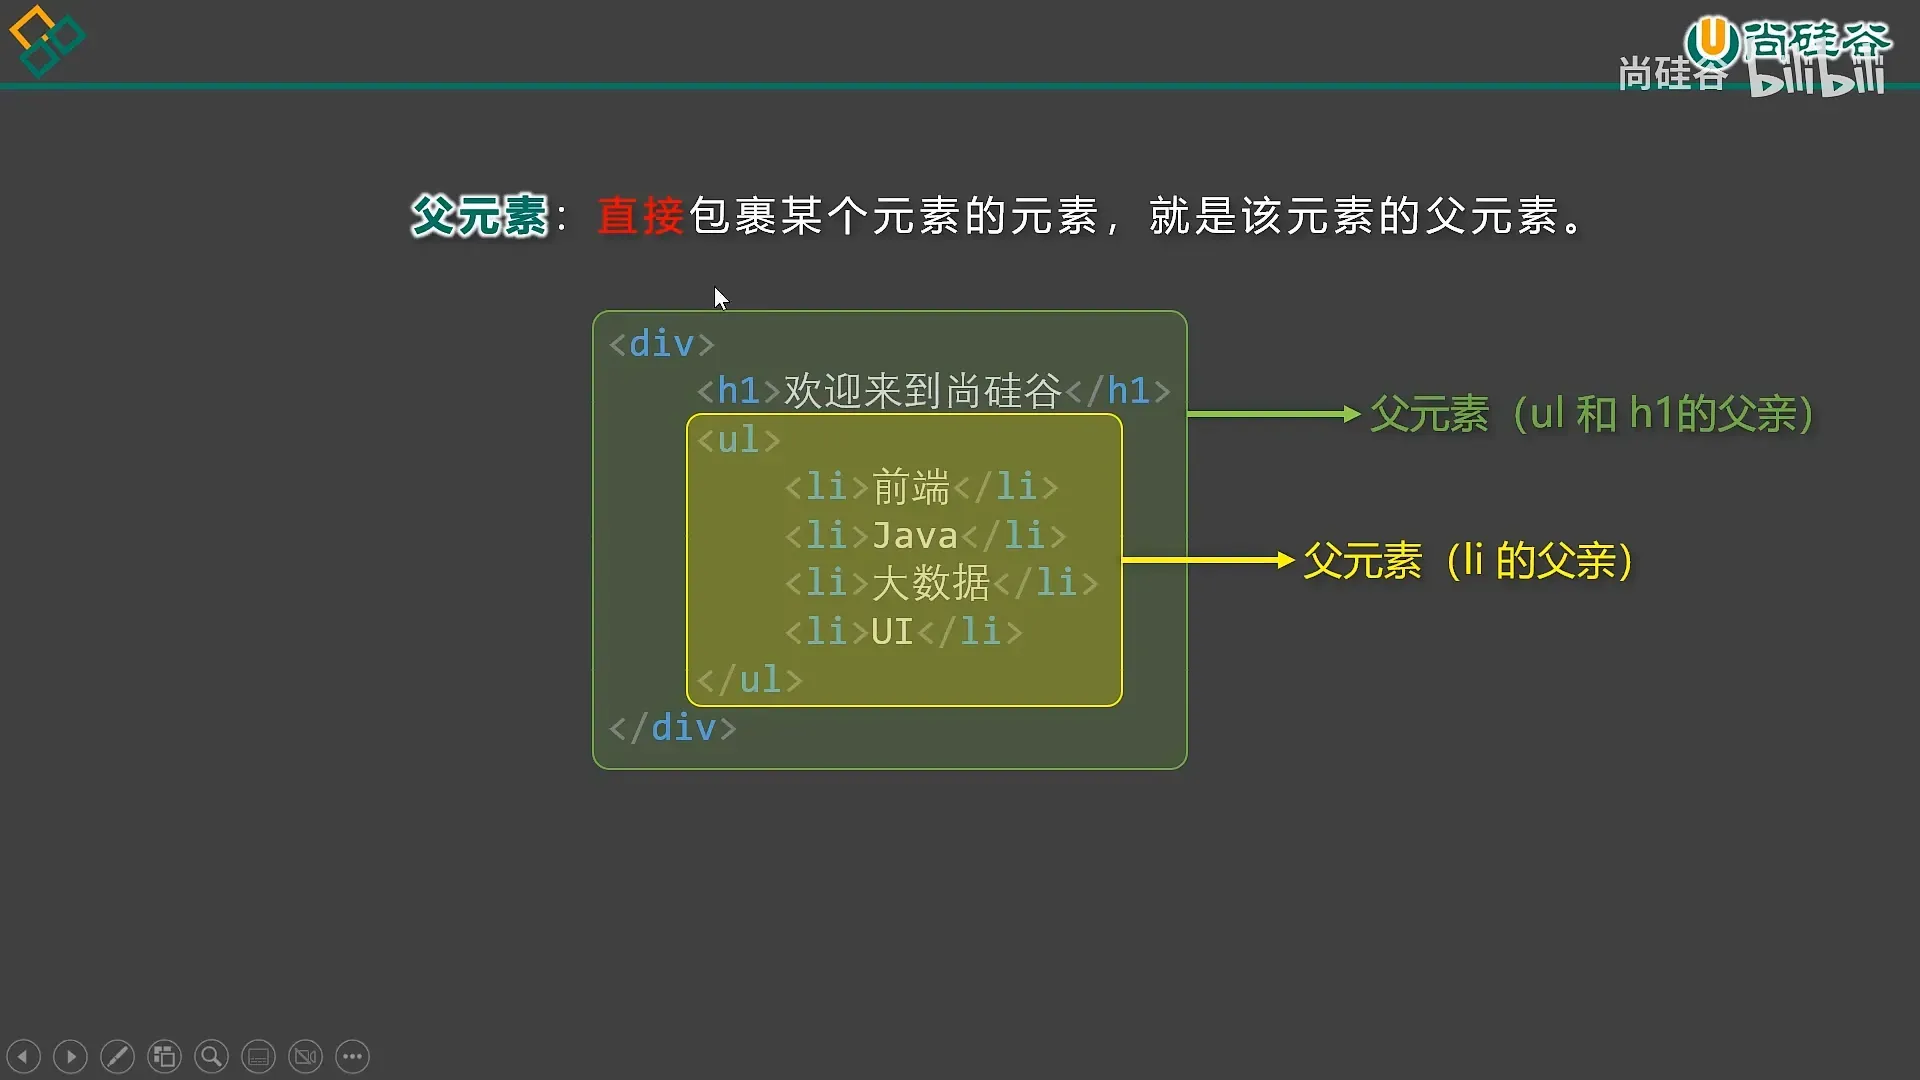 尚硅谷
尚硅谷 bilibili
父元素：直接包裹某个元素的元素，就是该元素的父元素。
<div>
<h1>欢迎来到尚硅谷</h1>
<ul>
<li>前端</li>
<li>Java</li>
<li>大数据</li>
<li>UI</li>
</ul>
</div>
父元素（ul 和 h1的父亲）
父元素（li 的父亲）